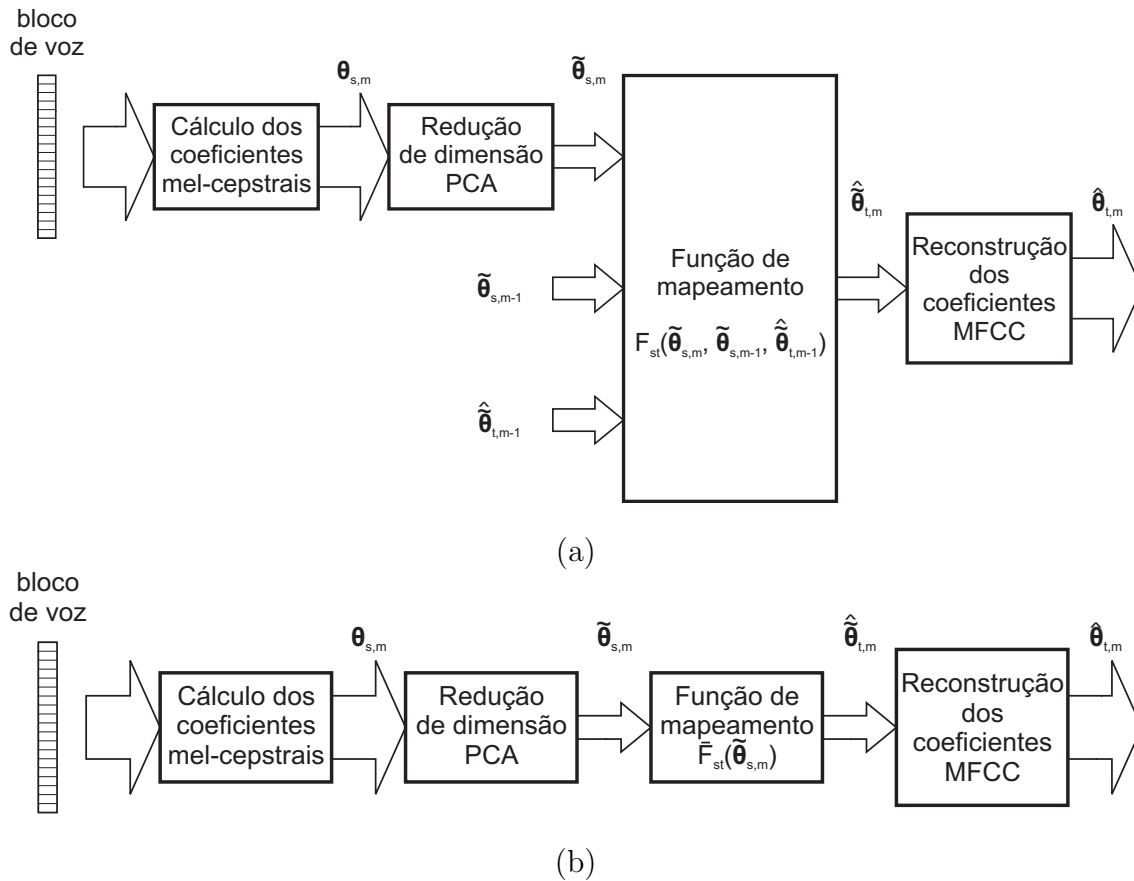 bloco
de voz
θs,m
θ̃s,m
Cálculo dos
coeficientes
mel-cepstrais
Redução
de dimensão
PCA
θ̃s,m-1
θ̃̂t,m-1
Função de
mapeamento
Fst(θ̃s,m, θ̃s,m-1, θ̃̂t,m-1)
θ̃̂t,m
Reconstrução
dos
coeficientes
MFCC
θ̂t,m
(a)
bloco
de voz
θs,m
θ̃s,m
θ̃̂t,m
θ̂t,m
Cálculo dos
coeficientes
mel-cepstrais
Redução
de dimensão
PCA
Função de
mapeamento
F̄st(θ̃s,m)
Reconstrução
dos
coeficientes
MFCC
(b)